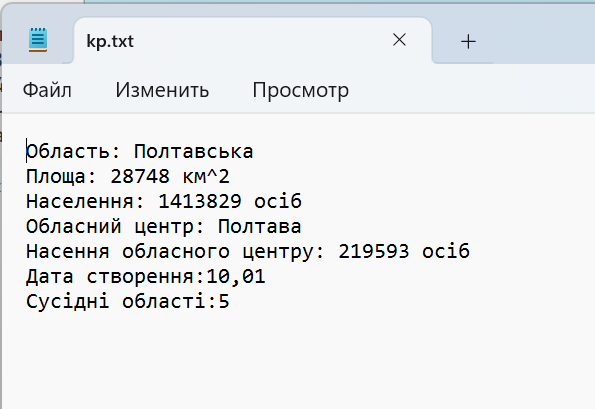 kp.txt
Файл Изменить Просмотр
Область: Полтавська
Площа: 28748 км^2
Населення: 1413829 осіб
Обласний центр: Полтава
Насення обласного центру: 219593 осіб
Дата створення:10,01
Сусідні області:5